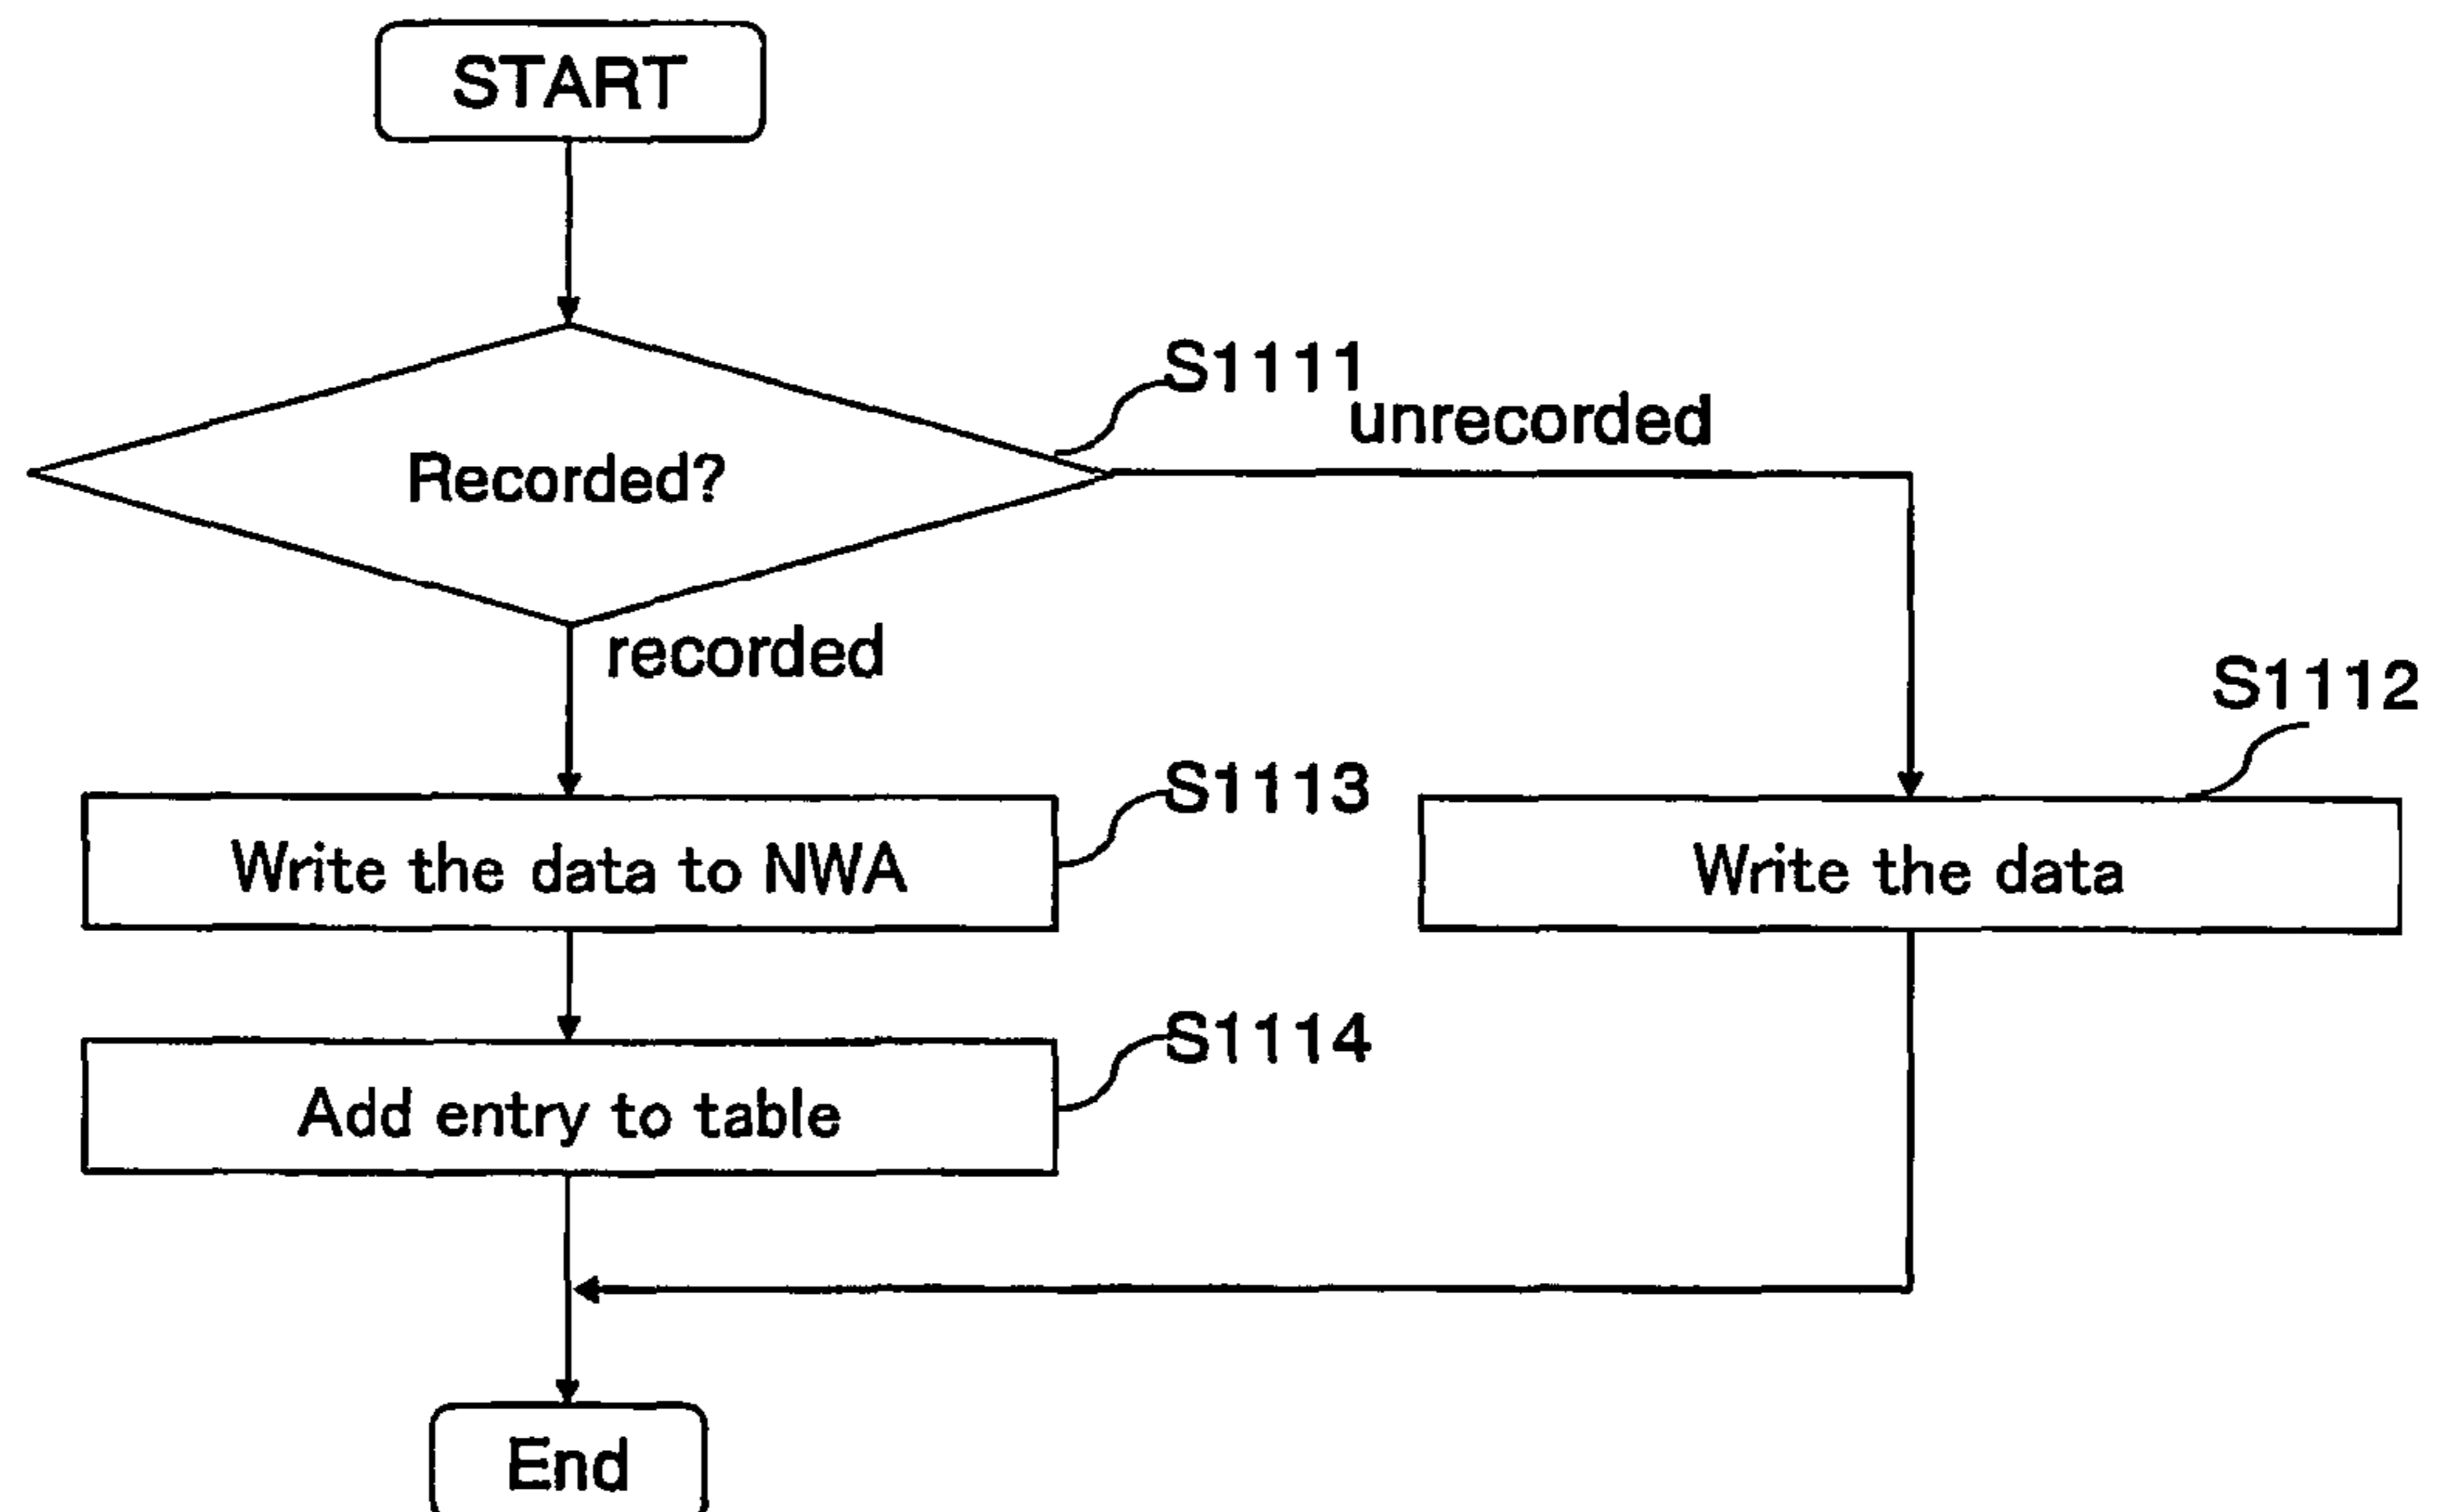 START
S1111
unrecorded
Recorded?
recorded
S1112
S1113
Write the data to NWA
Write the data
S1114
Add entry to table
End